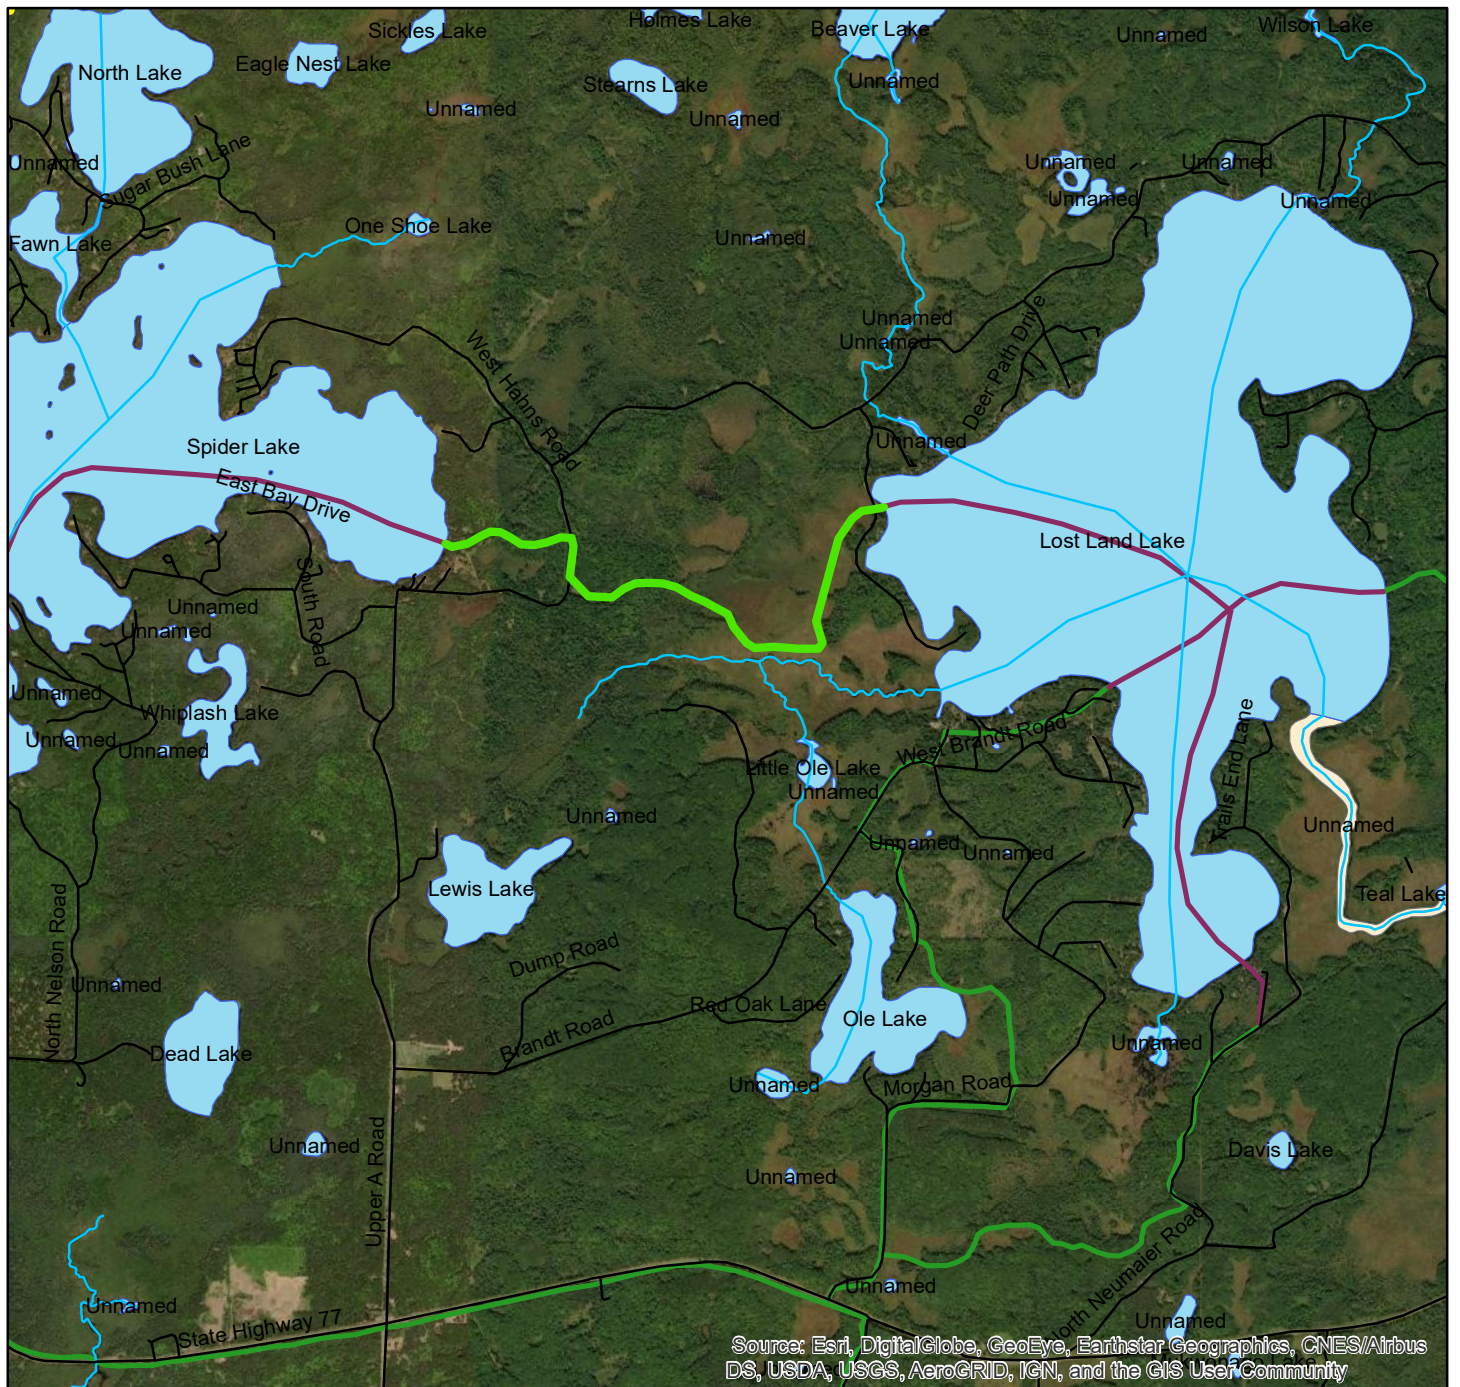 Holmes Lake
Sickles Lake
Beaver Lake
Wilson Lake
Unnamed
Eagle Nest Lake
North Lake
Stearns Lake
Unnamed
Unnamed
Unnamed
Unnamed
Unnamed
Unnamed
Sugar Bush Lane
Unnamed
Unnamed
One Shoe Lake
Fawn Lake
Unnamed
Unnamed
Unnamed
Deer Path Drive
West Hahns Road
Unnamed
Spider Lake
East Bay Drive
Lost Land Lake
South Road
Unnamed
Unnamed
Unnamed
Whiplash Lake
Unnamed
Unnamed
West Brandt Road
Trails End Lane
Little Ole Lake
Unnamed
Unnamed
Unnamed
Unnamed
Unnamed
Lewis Lake
Teal Lake
Dump Road
North Nelson Road
Unnamed
Red Oak Lane
Ole Lake
Brandt Road
Dead Lake
Unnamed
Unnamed
Morgan Road
Unnamed
Davis Lake
Upper A Road
Unnamed
North Neumaier Road
Unnamed
Unnamed
State Highway 77
Unnamed
Source: Esri, DigitalGlobe, GeoEye, Earthstar Geographics, CNES/Airbus
DS, USDA, USGS, AeroGRID, IGN, and the GIS User Community